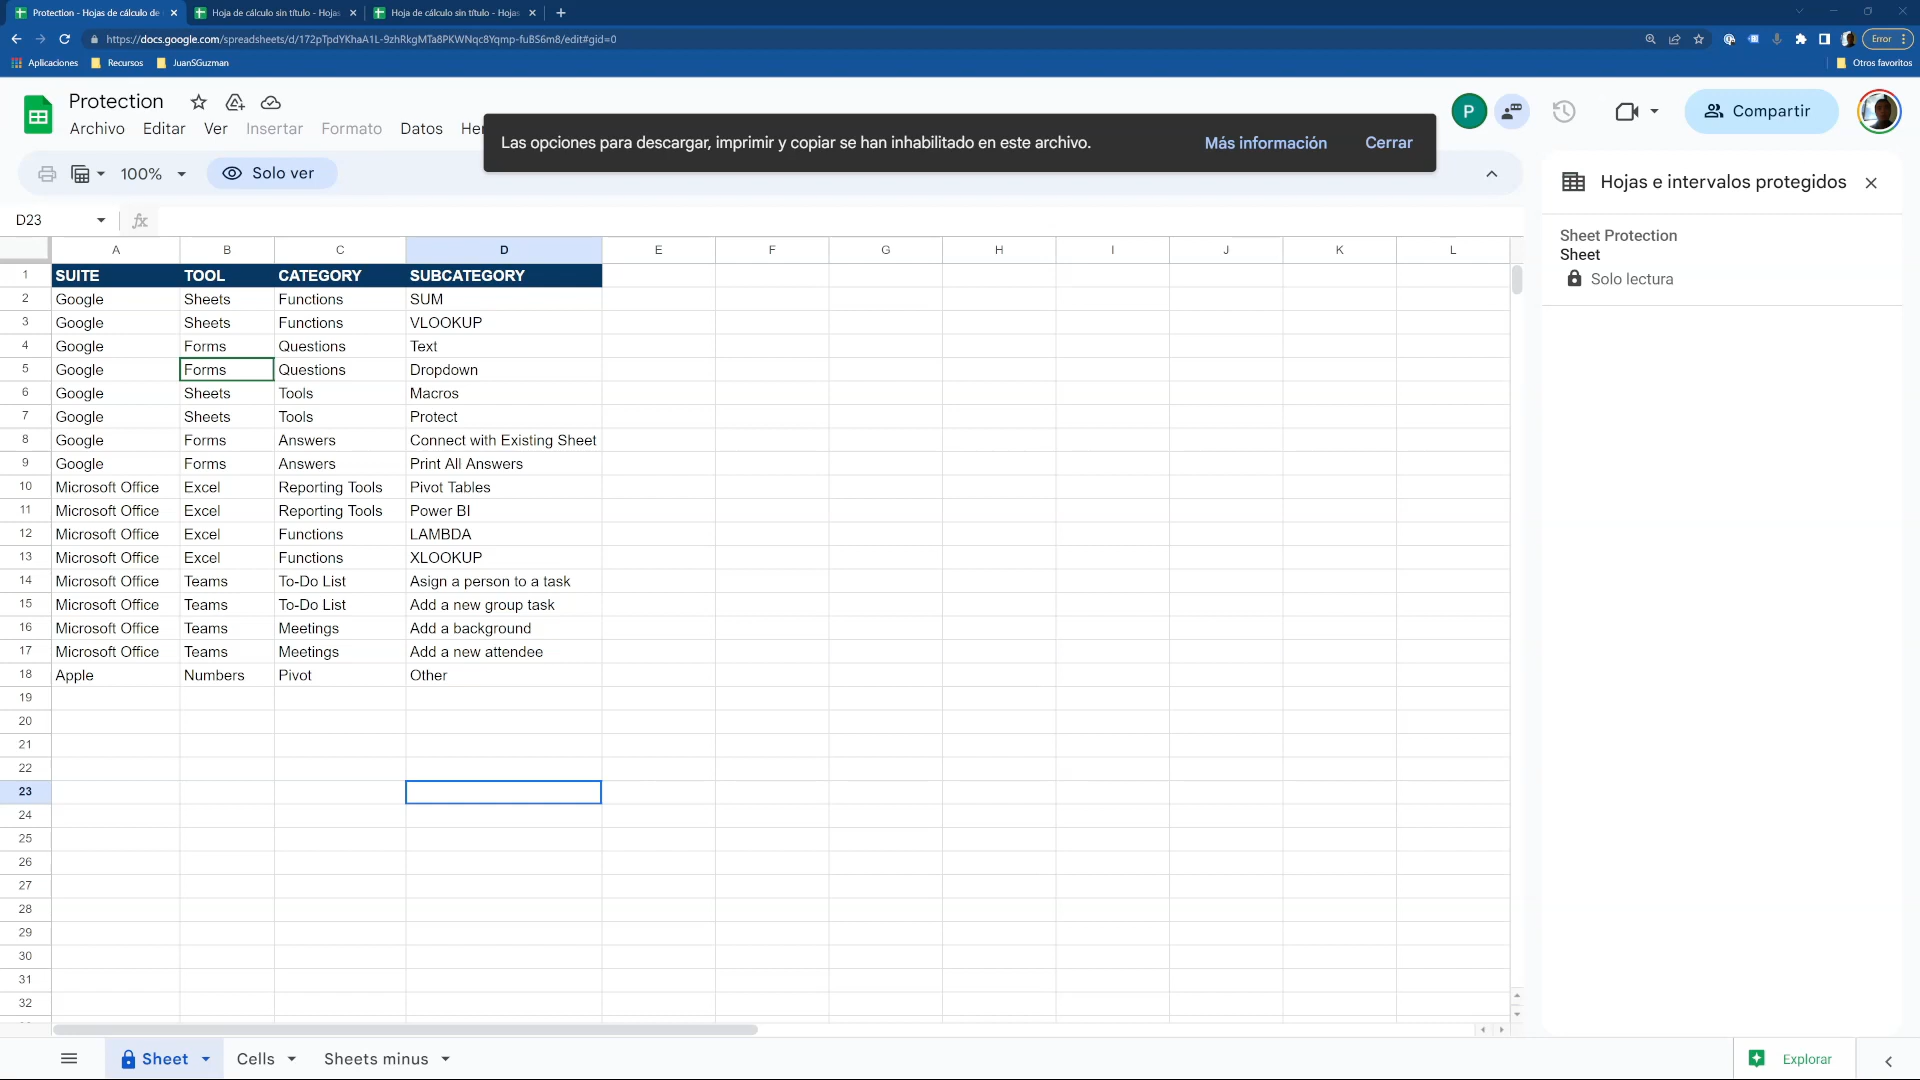 Protection - Hojas de cálculo de
Hoja de cálculo sin título - Hojas
Hoja de cálculo sin título - Hojas
https://docs.google.com/spreadsheets/d/172pTpdYKhaA1L-9zhRkgMTa8PKWNqc8Yqmp-fuBS6m8/edit#gid=0
Error
Aplicaciones
Recursos
JuanSGuzman
Otros favoritos
Protection
Archivo Editar Ver Insertar Formato Datos He
Las opciones para descargar, imprimir y copiar se han inhabilitado en este archivo. Más información Cerrar
P
Compartir
100%
Solo ver
D23
fx
Hojas e intervalos protegidos
Sheet Protection
Sheet
Solo lectura
A B C D E F G H I J K L
1 SUITE TOOL CATEGORY SUBCATEGORY
2 Google Sheets Functions SUM
3 Google Sheets Functions VLOOKUP
4 Google Forms Questions Text
5 Google Forms Questions Dropdown
6 Google Sheets Tools Macros
7 Google Sheets Tools Protect
8 Google Forms Answers Connect with Existing Sheet
9 Google Forms Answers Print All Answers
10 Microsoft Office Excel Reporting Tools Pivot Tables
11 Microsoft Office Excel Reporting Tools Power BI
12 Microsoft Office Excel Functions LAMBDA
13 Microsoft Office Excel Functions XLOOKUP
14 Microsoft Office Teams To-Do List Asign a person to a task
15 Microsoft Office Teams To-Do List Add a new group task
16 Microsoft Office Teams Meetings Add a background
17 Microsoft Office Teams Meetings Add a new attendee
18 Apple Numbers Pivot Other
19
20
21
22
23
24
25
26
27
28
29
30
31
32
Sheet Cells Sheets minus
Explorar